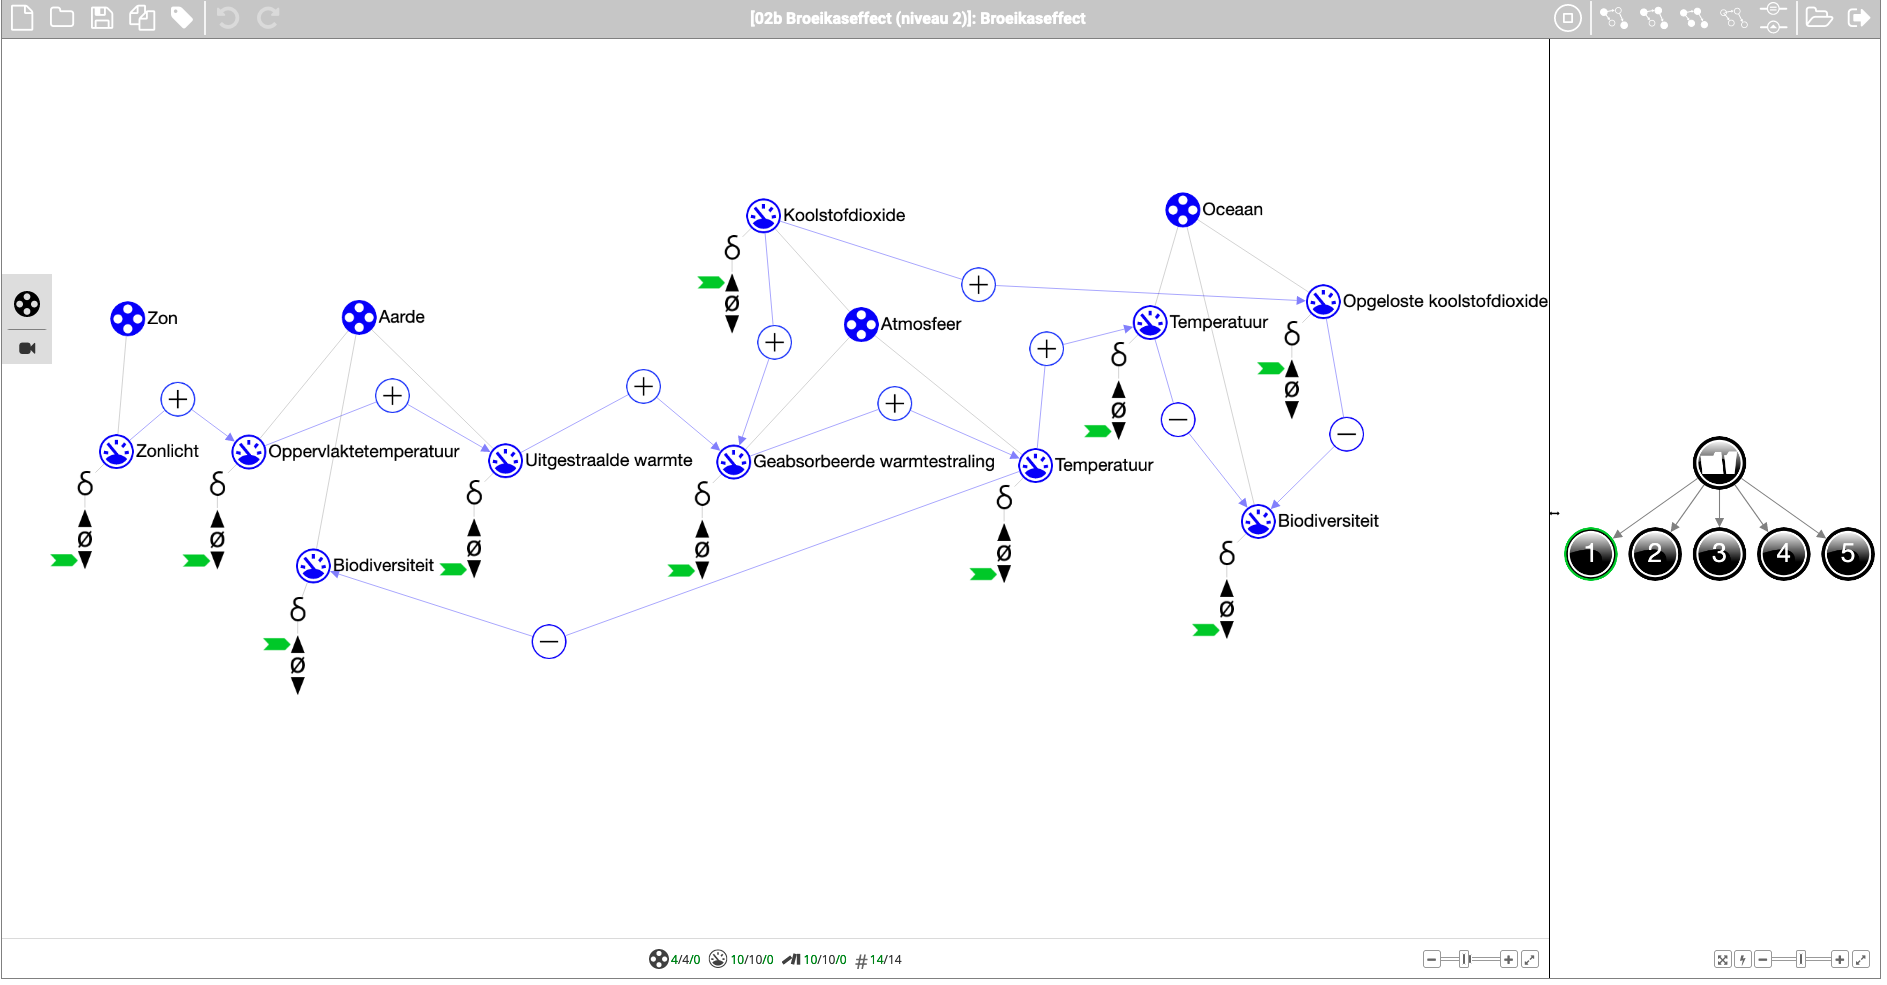 [02b Broeikaseffect (niveau 2)]: Broeikaseffect
Koolstofdioxide
Oceaan
δ
Ø
Zon
Aarde
Atmosfeer
Temperatuur
Opgeloste koolstofdioxide
δ
Ø
δ
Ø
Zonlicht
Oppervlaktetemperatuur
Uitgestraalde warmte
Geabsorbeerde warmtestraling
Temperatuur
δ
Ø
δ
Ø
δ
Ø
δ
Ø
δ
Ø
Biodiversiteit
δ
Ø
Biodiversiteit
δ
Ø
1
2
3
4
5
4/4/0 10/10/0 10/10/0 # 14/14